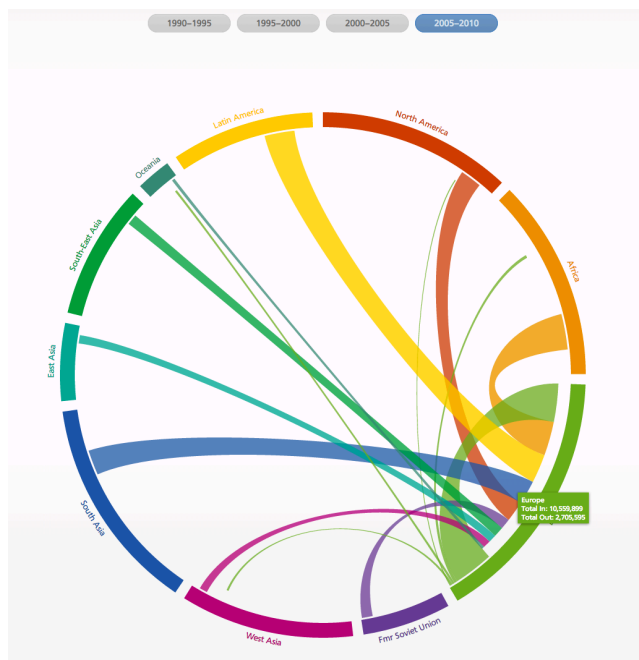 1990–1995
1995–2000
2000–2005
2005–2010
Latin America
North America
Oceania
South-East Asia
Africa
East Asia
South Asia
Europe
Total In: 10,559,899
Total Out: 2,705,595
West Asia
Fmr Soviet Union